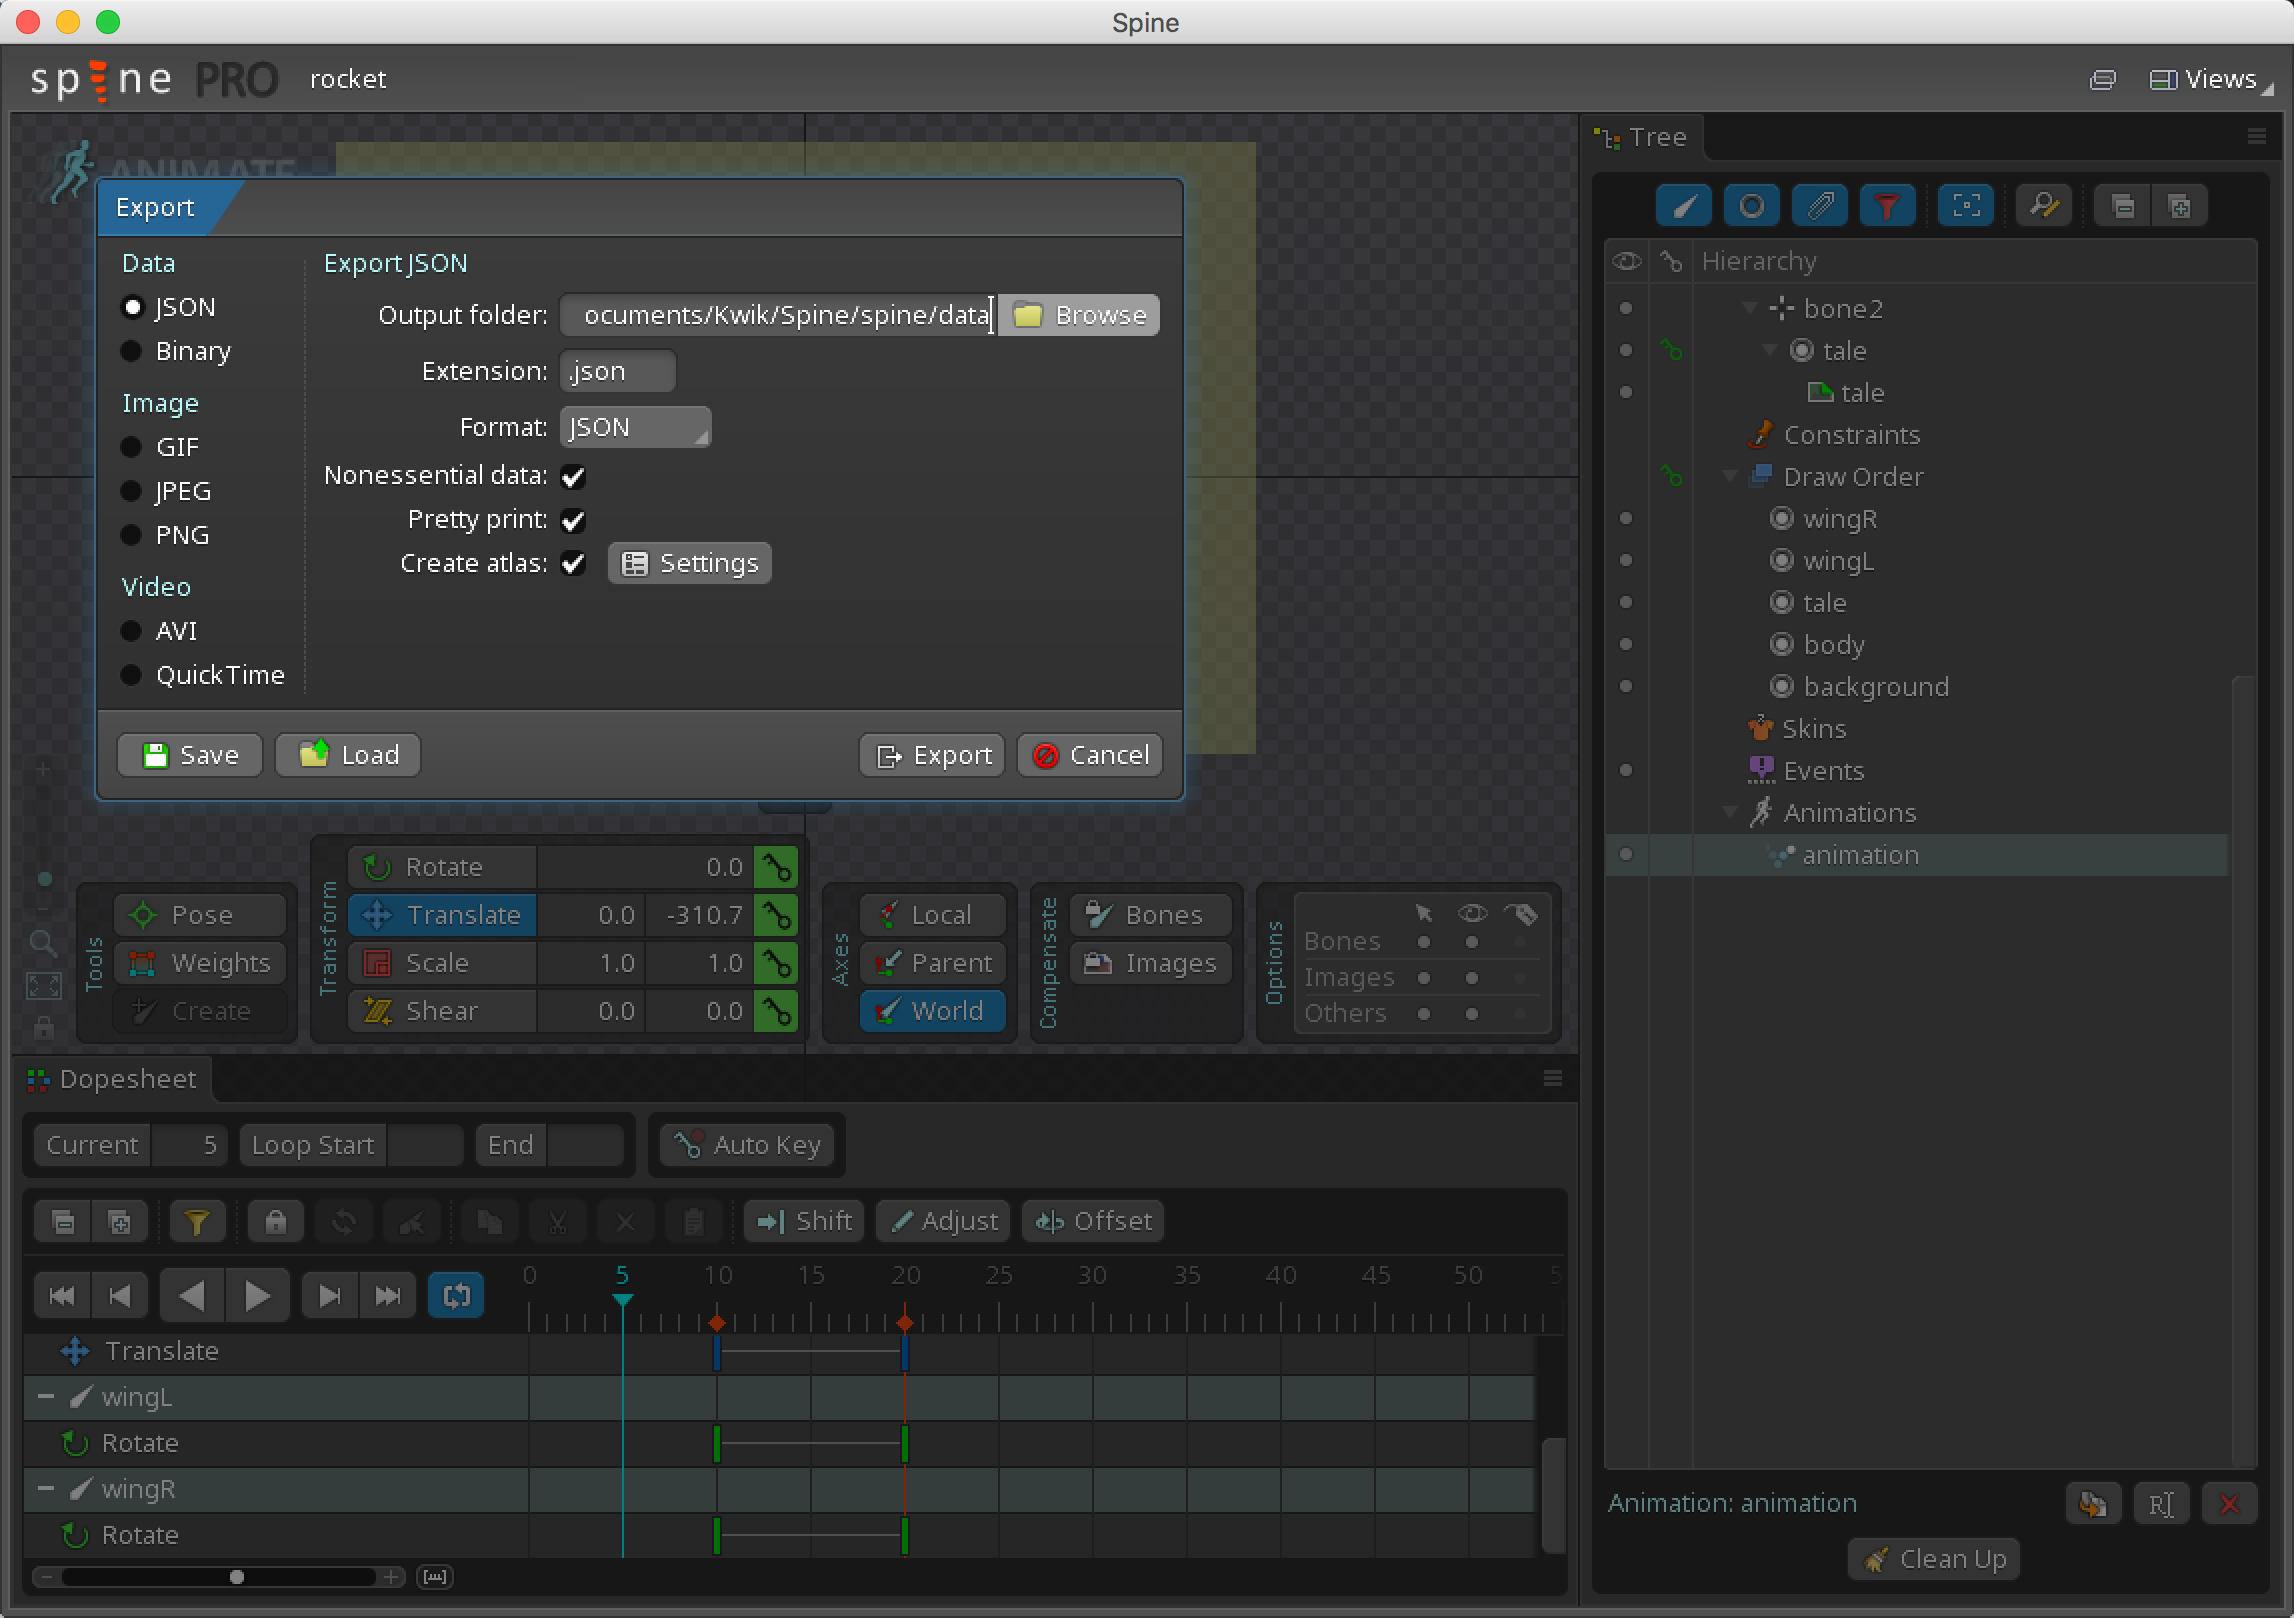 Spine
spine PRO rocket Views
ANIMATE
Export
Data
JSON
Binary
Image
GIF
JPEG
PNG
Video
AVI
QuickTime
Export JSON
Output folder: ocuments/Kwik/Spine/spine/data Browse
Extension: .json
Format: JSON
Nonessential data:
Pretty print:
Create atlas: Settings
Save Load Export Cancel
Tools
Pose
Weights
Create
Transform
Rotate 0.0
Translate 0.0 -310.7
Scale 1.0 1.0
Shear 0.0 0.0
Axes
Local
Parent
World
Compensate
Bones
Images
Options
Bones
Images
Others
Dopesheet
Current 5 Loop Start End Auto Key
Shift Adjust Offset
0 5 10 15 20 25 30 35 40 45 50 5
Translate
wingL
Rotate
wingR
Rotate
Tree
Hierarchy
bone2
tale
tale
Constraints
Draw Order
wingR
wingL
tale
body
background
Skins
Events
Animations
animation
Animation: animation
Clean Up